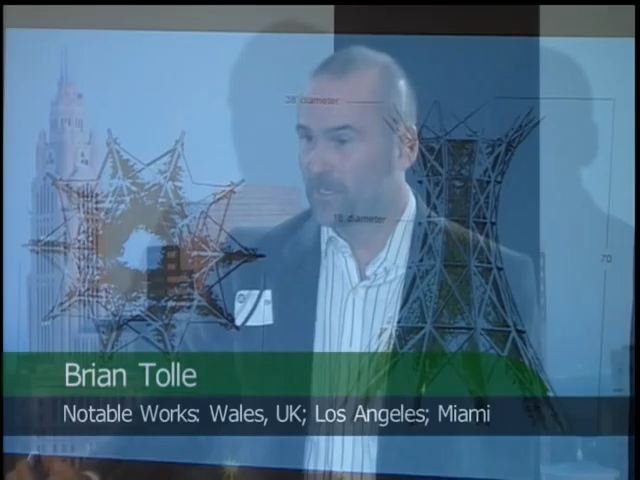 38' diameter
18' diameter
70
Brian Tolle
Notable Works: Wales, UK; Los Angeles; Miami